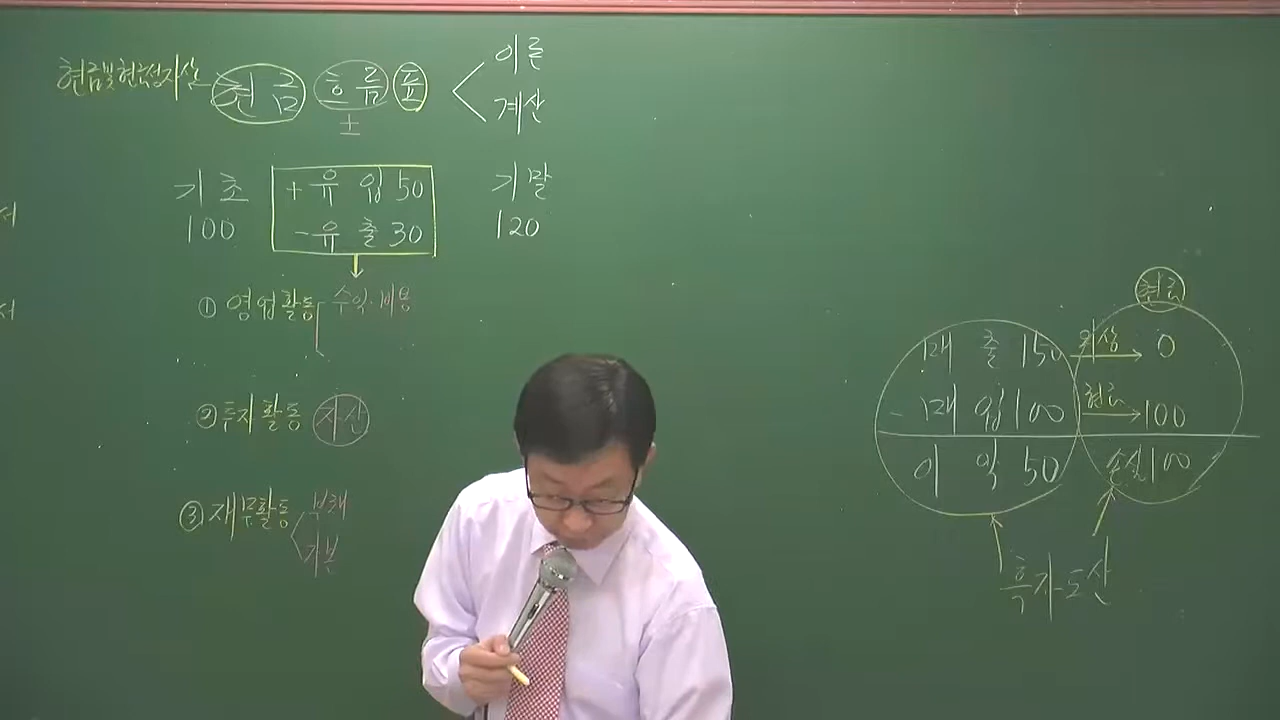 현금및현금성자산 현금 흐름표 이론
± 계산
기초 +유입 50 기말
100 -유출 30 120
① 영업활동 수익·비용
② 투자활동 자산
③ 재무활동 부채
자본
현금
매출 150 외상 0
- 매입 100 현금 100
이익 50 손실 100
흑자도산
서
서